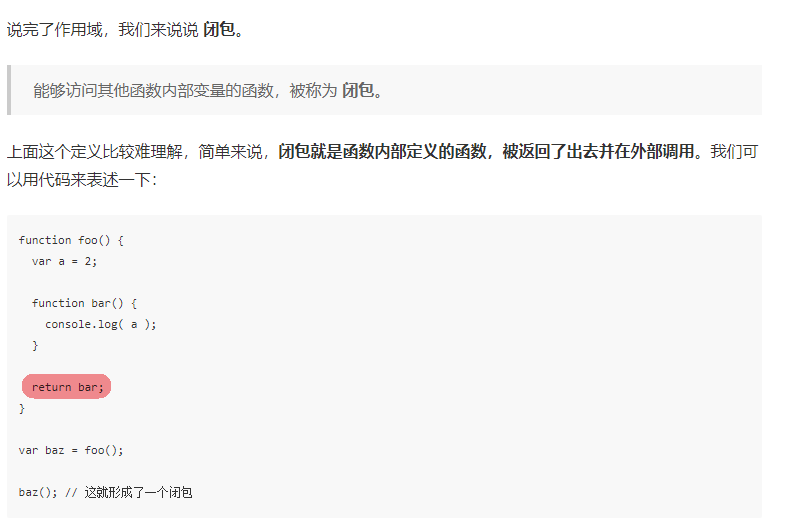 说完了作用域，我们来说说 闭包。
能够访问其他函数内部变量的函数，被称为 闭包。
上面这个定义比较难理解，简单来说，闭包就是函数内部定义的函数，被返回了出去并在外部调用。我们可
以用代码来表述一下：
function foo() {
  var a = 2;
  function bar() {
    console.log( a );
  }
  return bar;
}
var baz = foo();
baz(); // 这就形成了一个闭包